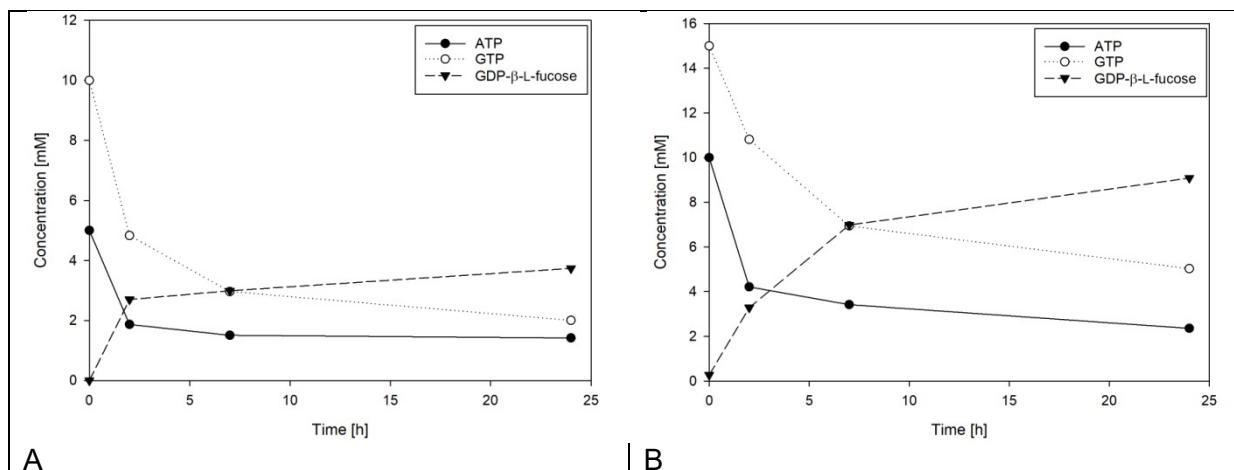 12
10
8
6
4
2
0
Concentration [mM]
0 5 10 15 20 25
Time [h]
ATP
GTP
GDP-β-L-fucose
A
16
14
12
10
8
6
4
2
0
Concentration [mM]
0 5 10 15 20 25
Time [h]
ATP
GTP
GDP-β-L-fucose
B